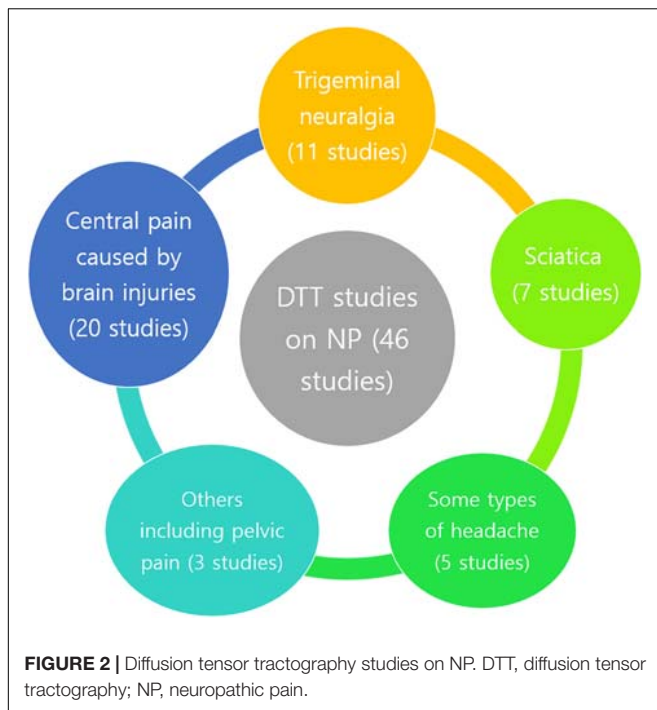 Trigeminal
neuralgia
(11 studies)
Central pain
caused by
brain injuries
(20 studies)
Sciatica
(7 studies)
DTT studies
on NP (46
studies)
Others
including pelvic
pain (3 studies)
Some types
of headache
(5 studies)
FIGURE 2 | Diffusion tensor tractography studies on NP. DTT, diffusion tensor
tractography; NP, neuropathic pain.